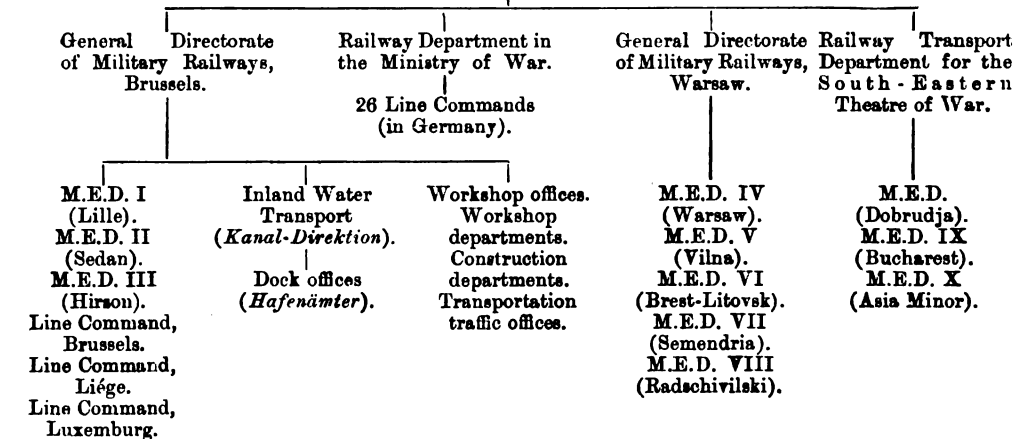 General Directorate
of Military Railways,
Brussels.
Railway Department in
the Ministry of War.
26 Line Commands
(in Germany).
General Directorate
of Military Railways,
Warsaw.
Railway Transport
Department for the
South-Eastern
Theatre of War.
M.E.D. I
(Lille).
M.E.D. II
(Sedan).
M.E.D. III
(Hirson).
Line Command,
Brussels.
Line Command,
Liége.
Line Command,
Luxemburg.
Inland Water
Transport
(Kanal-Direktion).
Dock offices
(Hafenämter).
Workshop offices.
Workshop
departments.
Construction
departments.
Transportation
traffic offices.
M.E.D. IV
(Warsaw).
M.E.D. V
(Vilna).
M.E.D. VI
(Brest-Litovsk).
M.E.D. VII
(Semendria).
M.E.D. VIII
(Radschivilski).
M.E.D.
(Dobrudja).
M.E.D. IX
(Bucharest).
M.E.D. X
(Asia Minor).